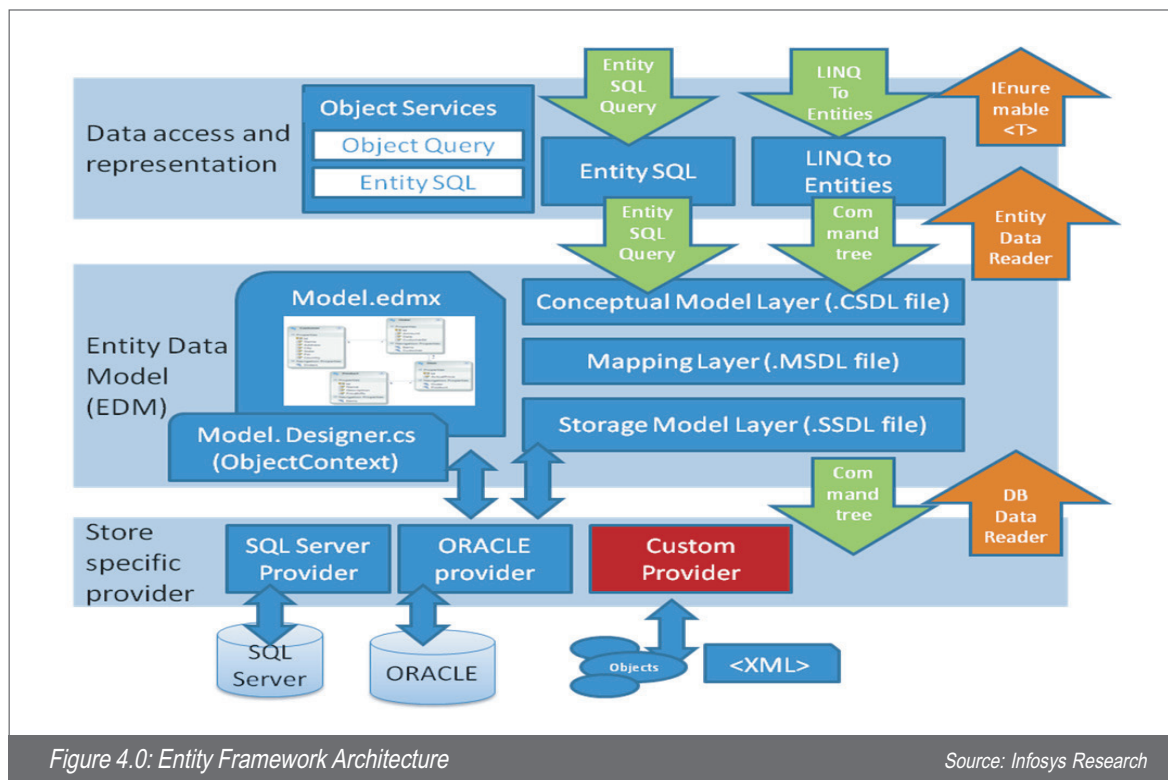 Entity
SQL
Query
LINQ
To
Entities
IEnure
mable
<T>
Data access and
representation
Object Services
Object Query
Entity SQL
Entity SQL
LINQ to
Entities
Entity
SQL
Query
Com
mand
tree
Entity
Data
Reader
Entity Data
Model
(EDM)
Model.edmx
Model. Designer.cs
(ObjectContext)
Conceptual Model Layer (.CSDL file)
Mapping Layer (.MSDL file)
Storage Model Layer (.SSDL file)
Com
mand
tree
DB
Data
Reader
Store
specific
provider
SQL Server
Provider
ORACLE
provider
Custom
Provider
SQL
Server
ORACLE
Objects
<XML>
Figure 4.0: Entity Framework Architecture
Source: Infosys Research